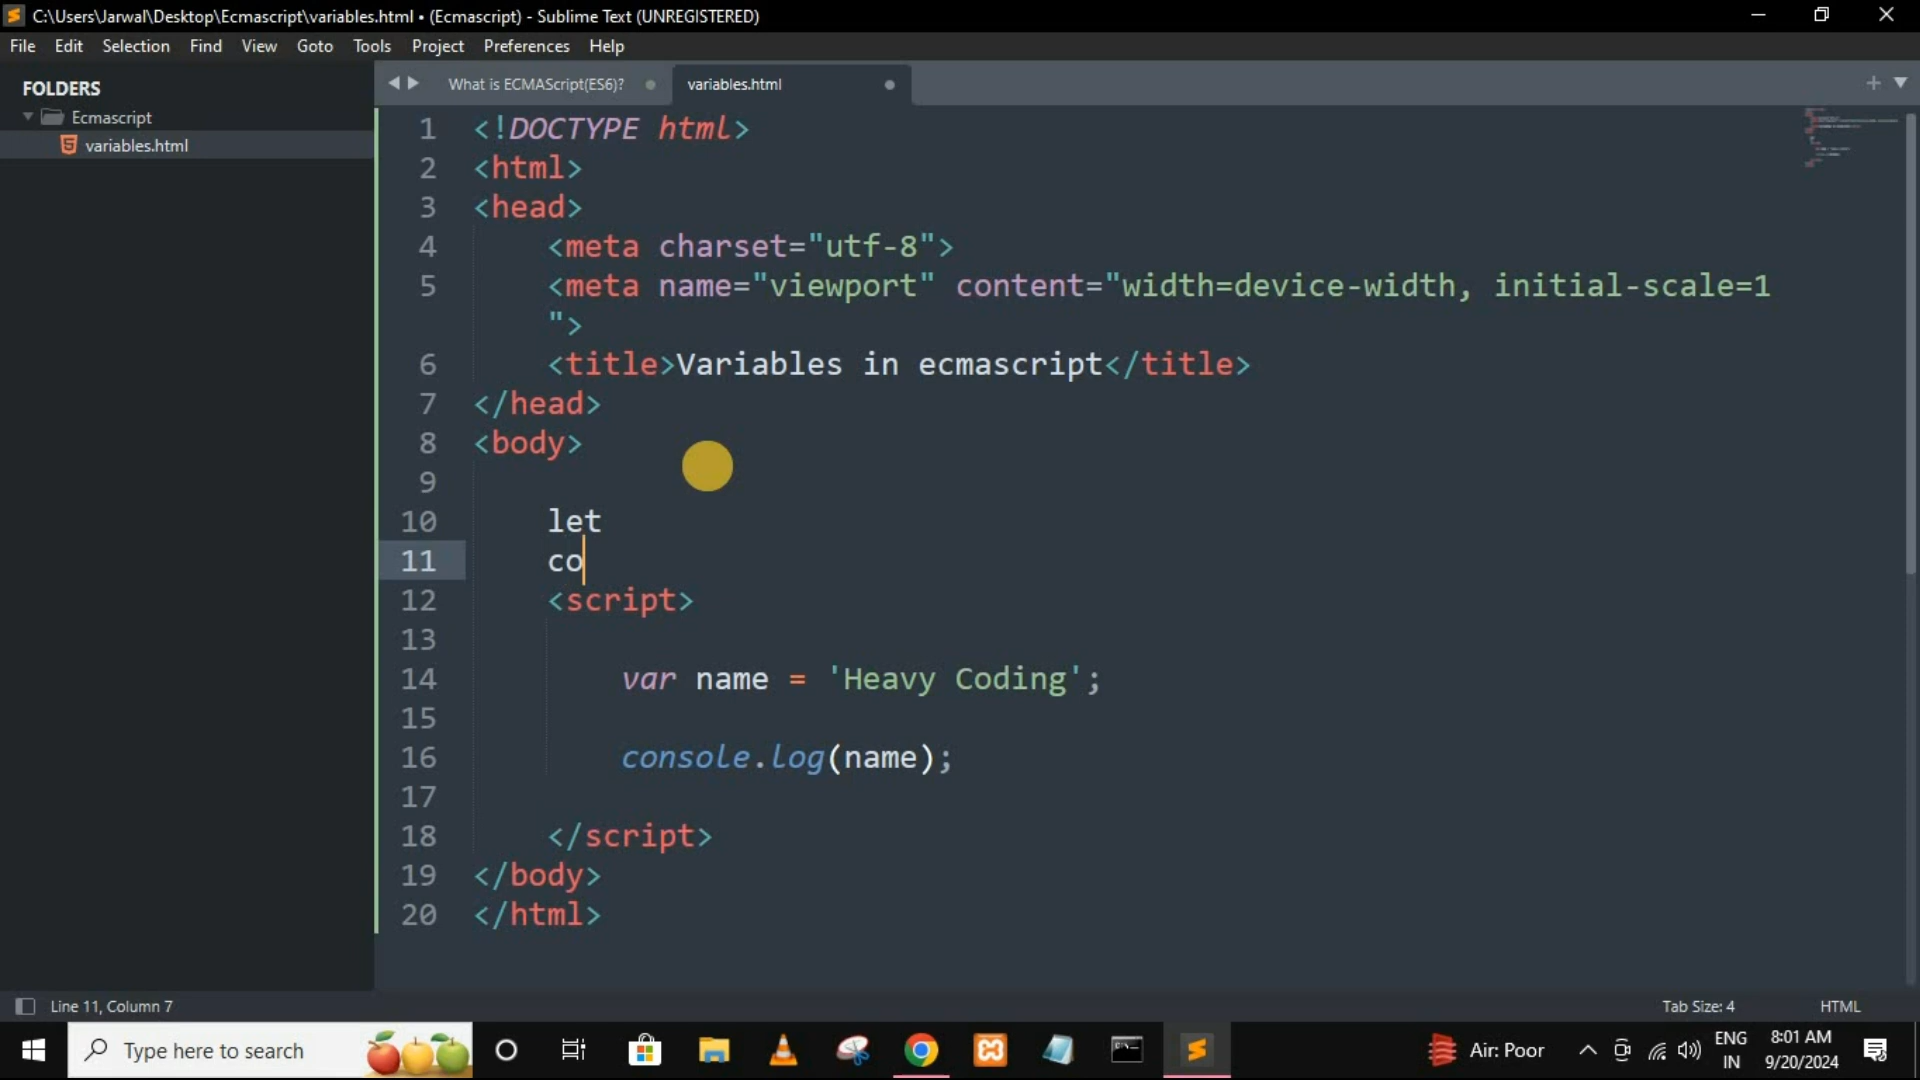 C:\Users\Jarwal\Desktop\Ecmascript\variables.html • (Ecmascript) - Sublime Text (UNREGISTERED)
File Edit Selection Find View Goto Tools Project Preferences Help
FOLDERS
Ecmascript
variables.html
What is ECMAScript(ES6)?
variables.html
1 <!DOCTYPE html>
2 <html>
3 <head>
4 <meta charset="utf-8">
5 <meta name="viewport" content="width=device-width, initial-scale=1
">
6 <title>Variables in ecmascript</title>
7 </head>
8 <body>
9
10 let
11 co
12 <script>
13
14 var name = 'Heavy Coding';
15
16 console.log(name);
17
18 </script>
19 </body>
20 </html>
Line 11, Column 7
Tab Size: 4
HTML
Type here to search
Air: Poor
ENG
IN
8:01 AM
9/20/2024